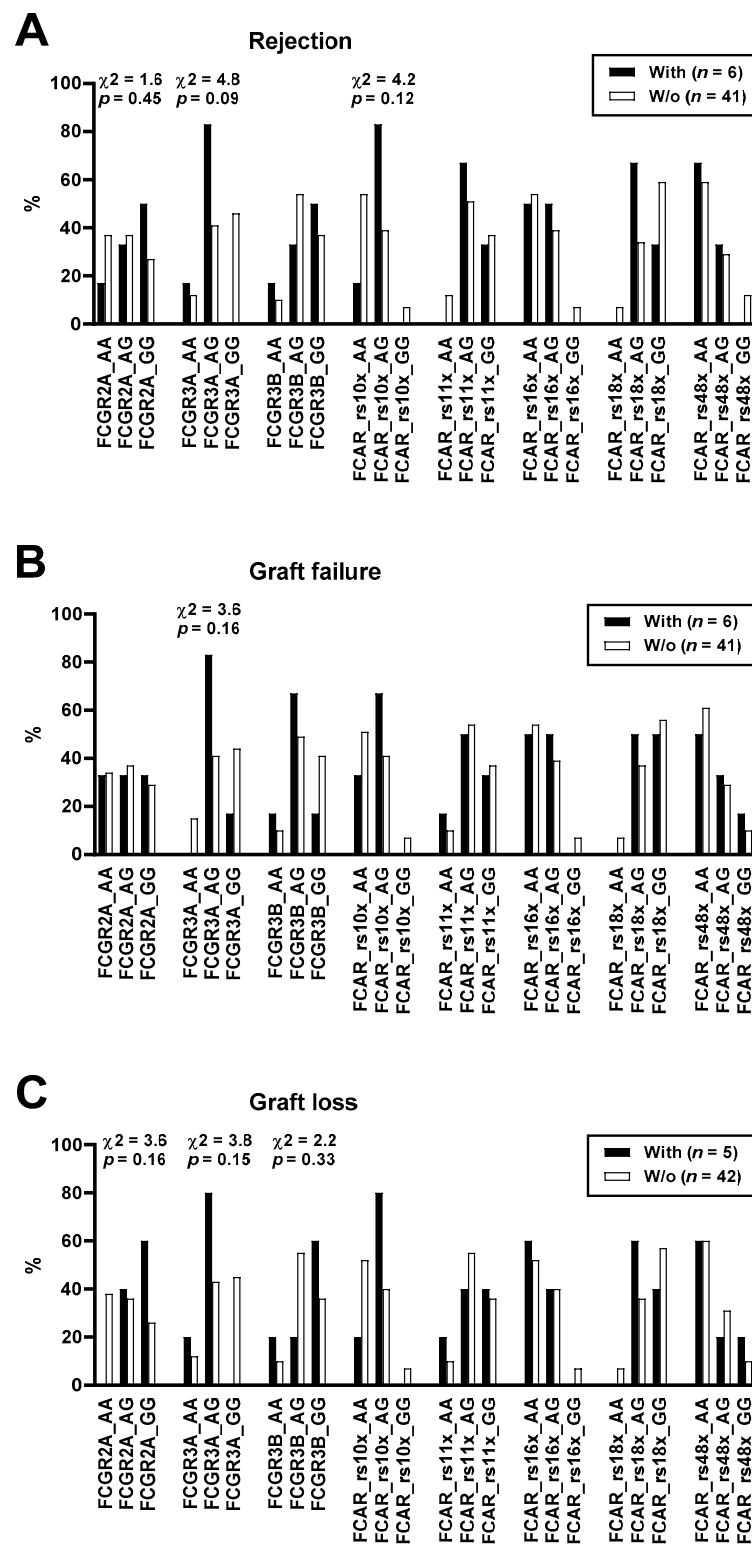 A
Rejection
χ2 = 1.6
p = 0.45
χ2 = 4.8
p = 0.09
χ2 = 4.2
p = 0.12
With (n = 6)
W/o (n = 41)
100
80
60
40
20
0
%
FCGR2A_AA
FCGR2A_AG
FCGR2A_GG
FCGR3A_AA
FCGR3A_AG
FCGR3A_GG
FCGR3B_AA
FCGR3B_AG
FCGR3B_GG
FCAR_rs10x_AA
FCAR_rs10x_AG
FCAR_rs10x_GG
FCAR_rs11x_AA
FCAR_rs11x_AG
FCAR_rs11x_GG
FCAR_rs16x_AA
FCAR_rs16x_AG
FCAR_rs16x_GG
FCAR_rs18x_AA
FCAR_rs18x_AG
FCAR_rs18x_GG
FCAR_rs48x_AA
FCAR_rs48x_AG
FCAR_rs48x_GG
B
Graft failure
χ2 = 3.6
p = 0.16
With (n = 6)
W/o (n = 41)
100
80
60
40
20
0
%
FCGR2A_AA
FCGR2A_AG
FCGR2A_GG
FCGR3A_AA
FCGR3A_AG
FCGR3A_GG
FCGR3B_AA
FCGR3B_AG
FCGR3B_GG
FCAR_rs10x_AA
FCAR_rs10x_AG
FCAR_rs10x_GG
FCAR_rs11x_AA
FCAR_rs11x_AG
FCAR_rs11x_GG
FCAR_rs16x_AA
FCAR_rs16x_AG
FCAR_rs16x_GG
FCAR_rs18x_AA
FCAR_rs18x_AG
FCAR_rs18x_GG
FCAR_rs48x_AA
FCAR_rs48x_AG
FCAR_rs48x_GG
C
Graft loss
χ2 = 3.6
p = 0.16
χ2 = 3.8
p = 0.15
χ2 = 2.2
p = 0.33
With (n = 5)
W/o (n = 42)
100
80
60
40
20
0
%
FCGR2A_AA
FCGR2A_AG
FCGR2A_GG
FCGR3A_AA
FCGR3A_AG
FCGR3A_GG
FCGR3B_AA
FCGR3B_AG
FCGR3B_GG
FCAR_rs10x_AA
FCAR_rs10x_AG
FCAR_rs10x_GG
FCAR_rs11x_AA
FCAR_rs11x_AG
FCAR_rs11x_GG
FCAR_rs16x_AA
FCAR_rs16x_AG
FCAR_rs16x_GG
FCAR_rs18x_AA
FCAR_rs18x_AG
FCAR_rs18x_GG
FCAR_rs48x_AA
FCAR_rs48x_AG
FCAR_rs48x_GG